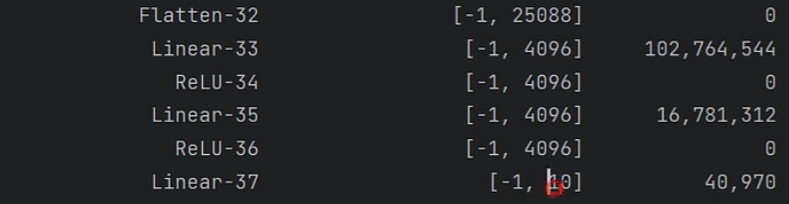 Flatten-32 [-1, 25088] 0
Linear-33 [-1, 4096] 102,764,544
ReLU-34 [-1, 4096] 0
Linear-35 [-1, 4096] 16,781,312
ReLU-36 [-1, 4096] 0
Linear-37 [-1, 10] 40,970